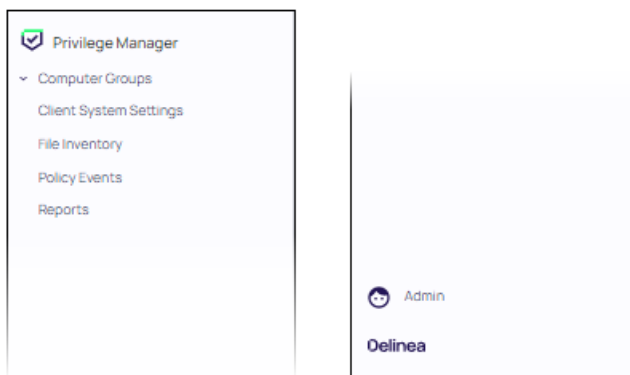 Privilege Manager
Computer Groups
Client System Settings
File Inventory
Policy Events
Reports
Admin
Delinea